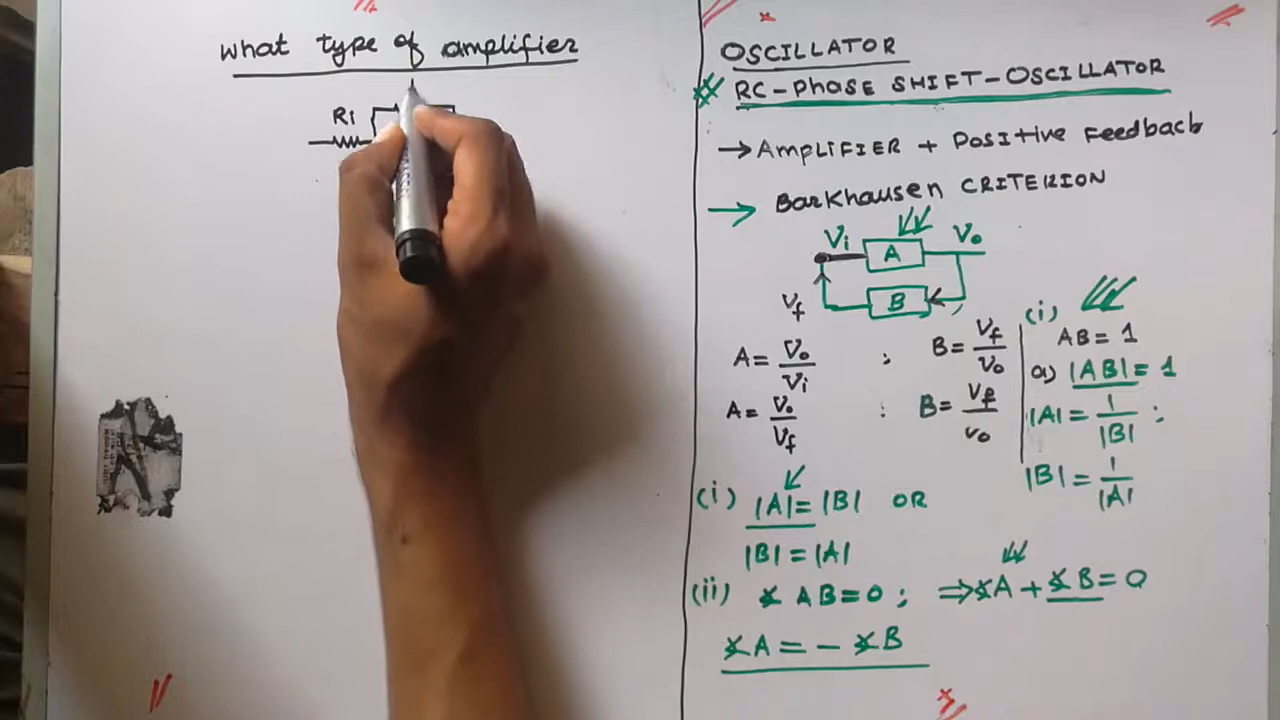 What type of amplifier
R1
OSCILLATOR
RC-Phase SHIFT-OSCILLATOR
→ AmpLIFIER + Positive Feedback
→ Barkhausen CRITERION
Vi A Vo
Vf B
A = Vo/Vi ; B = Vf/Vo
A = Vo/Vf ; B = Vf/Vo
(i) AB = 1
a) |AB| = 1
|A| = 1/|B| ;
|B| = 1/|A|
(i) |A| = |B| OR
|B| = |A|
(ii) ∡ AB = 0 ; ⇒ ∡A + ∡B = 0
∡A = - ∡B